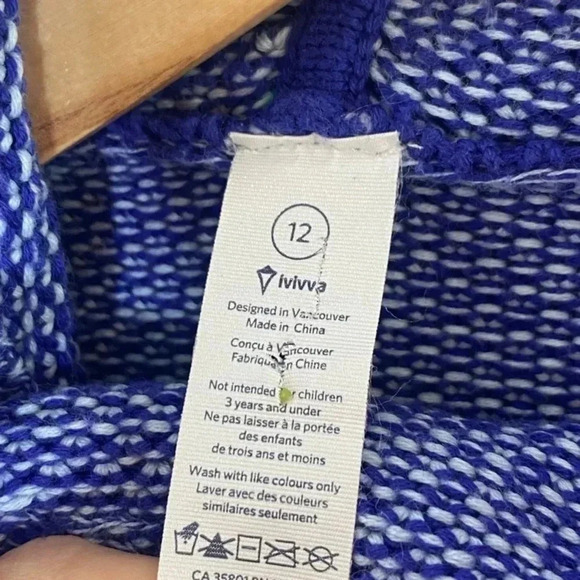 12
ivivva
Designed in Vancouver
Made in China
Conçu à Vancouver
Fabriqué en Chine
Not intended for children
3 years and under
Ne pas laisser à la portée
des enfants
de trois ans et moins
Wash with like colours only
Laver avec des couleurs
similaires seulement
CA 35801